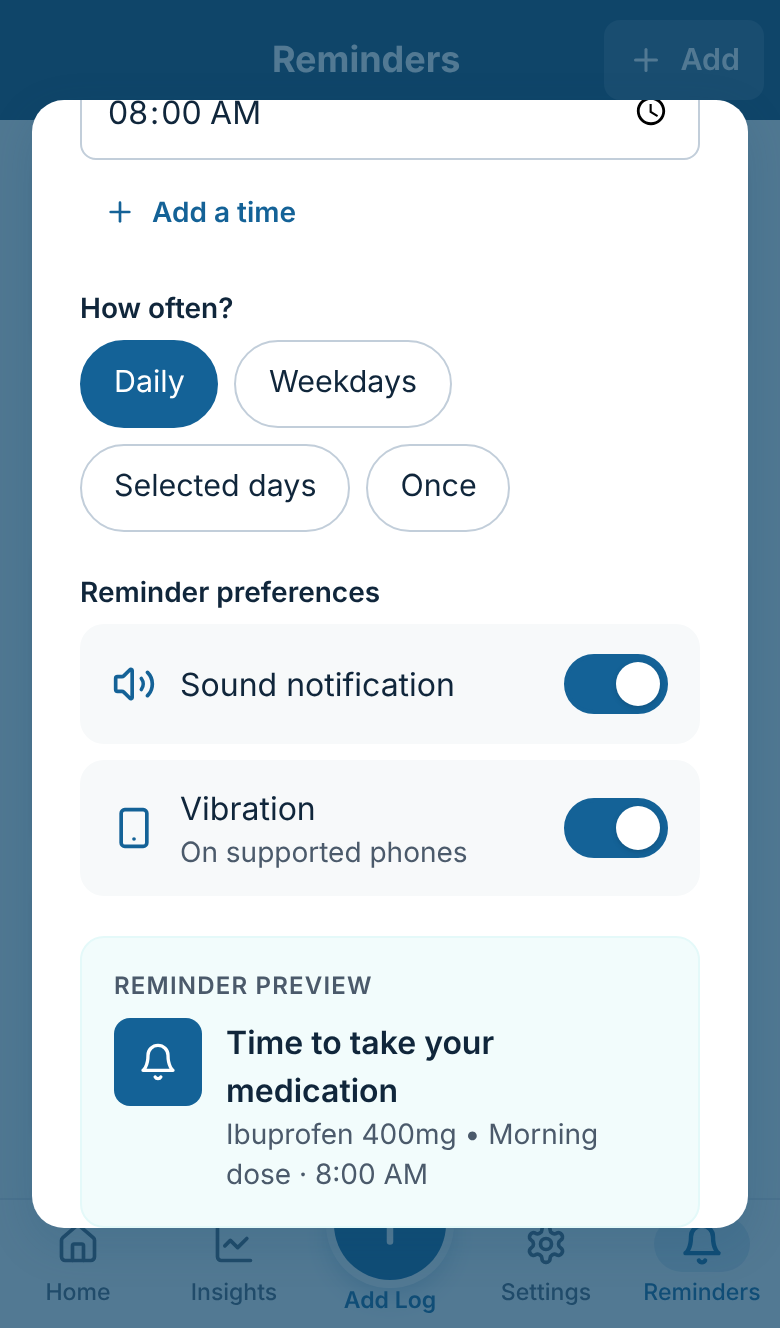 Reminders
+ Add
08:00 AM
+ Add a time
How often?
Daily
Weekdays
Selected days
Once
Reminder preferences
Sound notification
Vibration
On supported phones
REMINDER PREVIEW
Time to take your
medication
Ibuprofen 400mg • Morning
dose · 8:00 AM
Home
Insights
Add Log
Settings
Reminders